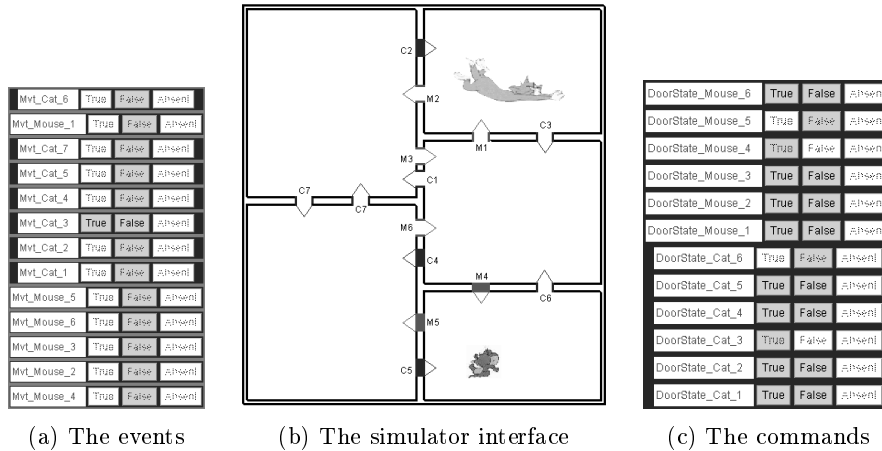 Mvt_Cat_6 True False Absent
Mvt_Mouse_1 True False Absent
Mvt_Cat_7 True False Absent
Mvt_Cat_5 True False Absent
Mvt_Cat_4 True False Absent
Mvt_Cat_3 True False Absent
Mvt_Cat_2 True False Absent
Mvt_Cat_1 True False Absent
Mvt_Mouse_5 True False Absent
Mvt_Mouse_6 True False Absent
Mvt_Mouse_3 True False Absent
Mvt_Mouse_2 True False Absent
Mvt_Mouse_4 True False Absent
(a) The events
C2
M2
C3
M1
M3
C1
C7
C7
M6
C4
M4
C6
M5
C5
(b) The simulator interface
DoorState_Mouse_6 True False Absent
DoorState_Mouse_5 True False Absent
DoorState_Mouse_4 True False Absent
DoorState_Mouse_3 True False Absent
DoorState_Mouse_2 True False Absent
DoorState_Mouse_1 True False Absent
DoorState_Cat_6 True False Absent
DoorState_Cat_5 True False Absent
DoorState_Cat_4 True False Absent
DoorState_Cat_3 True False Absent
DoorState_Cat_2 True False Absent
DoorState_Cat_1 True False Absent
(c) The commands